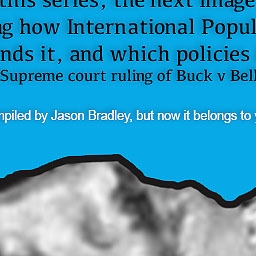 this series, the next image
g how International Popul
nds it, and which policies
Supreme court ruling of Buck v Bell
mpiled by Jason Bradley, but now it belongs to y